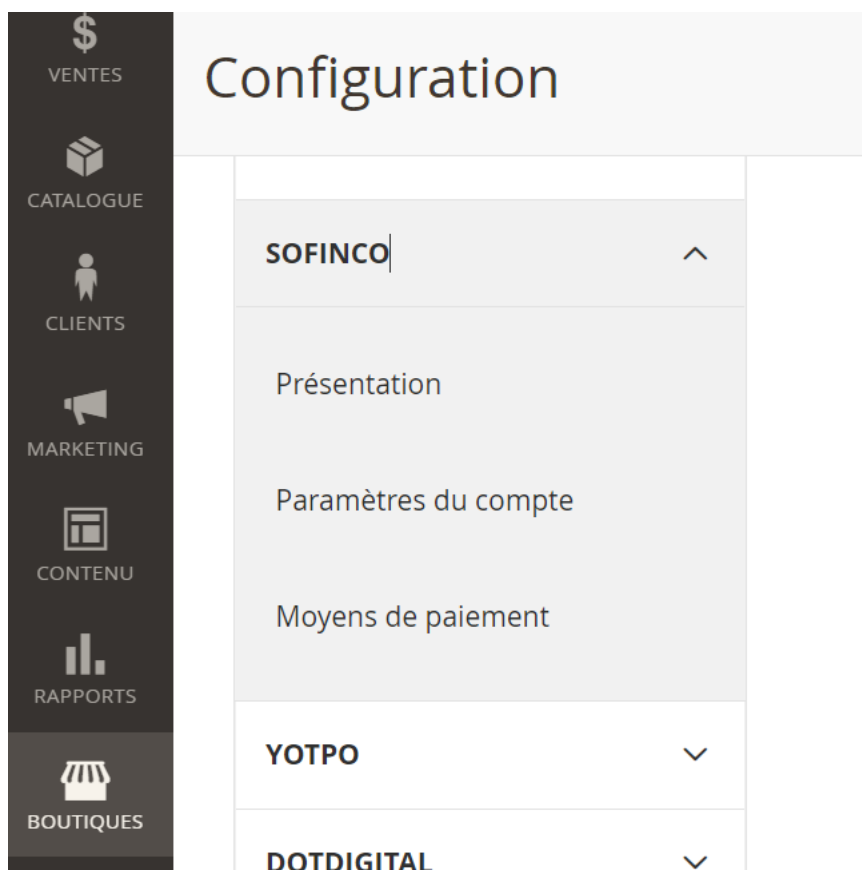 VENTES
CATALOGUE
CLIENTS
MARKETING
CONTENU
RAPPORTS
BOUTIQUES
Configuration
SOFINCO
Présentation
Paramètres du compte
Moyens de paiement
YOTPO
DOTDIGITAL